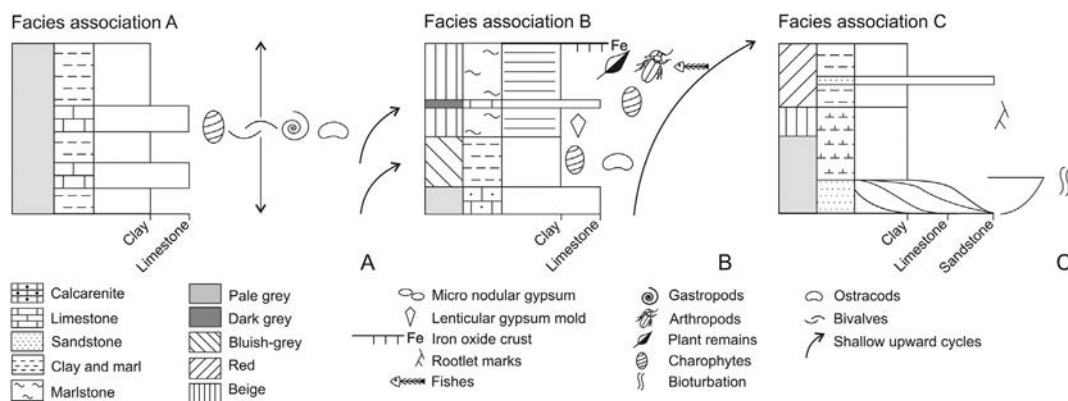 Facies association A
Facies association B
Facies association C
Fe
Clay
Limestone
Clay
Limestone
Clay
Limestone
Sandstone
A
B
C
Calcarenite
Limestone
Sandstone
Clay and marl
Marlstone
Pale grey
Dark grey
Bluish-grey
Red
Beige
Micro nodular gypsum
Lenticular gypsum mold
Fe Iron oxide crust
Rootlet marks
Fishes
Gastropods
Arthropods
Plant remains
Charophytes
Bioturbation
Ostracods
Bivalves
Shallow upward cycles